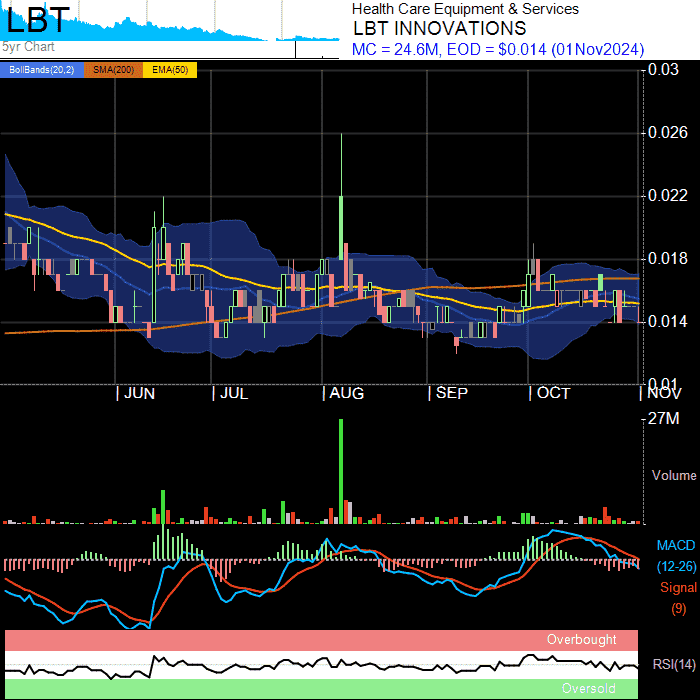 LBT
5yr Chart
Health Care Equipment & Services
LBT INNOVATIONS
MC = 24.6M, EOD = $0.014 (01Nov2024)
BollBands(20,2) SMA(200) EMA(50)
0.03
0.026
0.022
0.018
0.014
0.01
JUN JUL AUG SEP OCT NOV
27M
Volume
MACD
(12-26)
Signal
(9)
Overbought
RSI(14)
Oversold